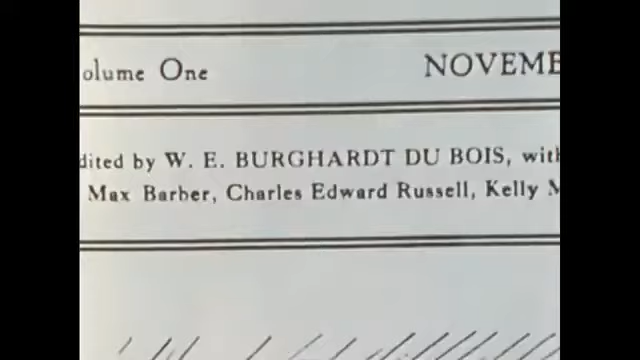 olume One NOVEME
dited by W. E. BURGHARDT DU BOIS, with
Max Barber, Charles Edward Russell, Kelly M